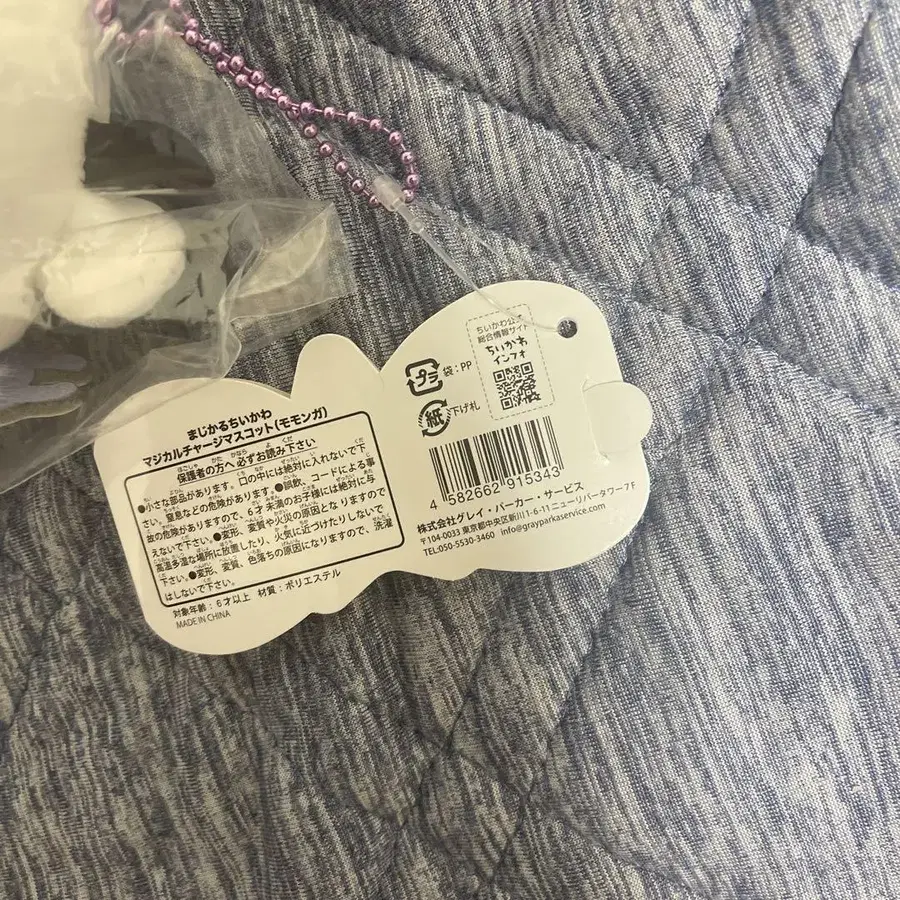 まじかるちいかわ
マジカルチャージマスコット(モモンガ)
保護者の方へ 必ずお読み下さい
●小さな部品があります。口の中には絶対に入れないで下
さい。窒息などの危険があります。●誤飲、コードによる事
故の危険がありますので、6才未満のお子様には絶対に与
えないで下さい。●変形、変質や火災の原因となりますので
高温多湿な場所に放置したり、火気に近づけたりしないで
下さい。●変形、変質、色落ちの原因になりますので、洗濯
はしないで下さい。
対象年齢:6才以上 材質:ポリエステル
MADE IN CHINA
プラ
袋:PP
紙
下げ札
ちいかわ公式
総合情報サイト
ちいかわ
インフォ
4 582662 915343
株式会社グレイ・パーカー・サービス
〒104-0033 東京都中央区新川1-6-11ニューリバータワー7F
TEL:050-5530-3460 info@grayparkaservice.com